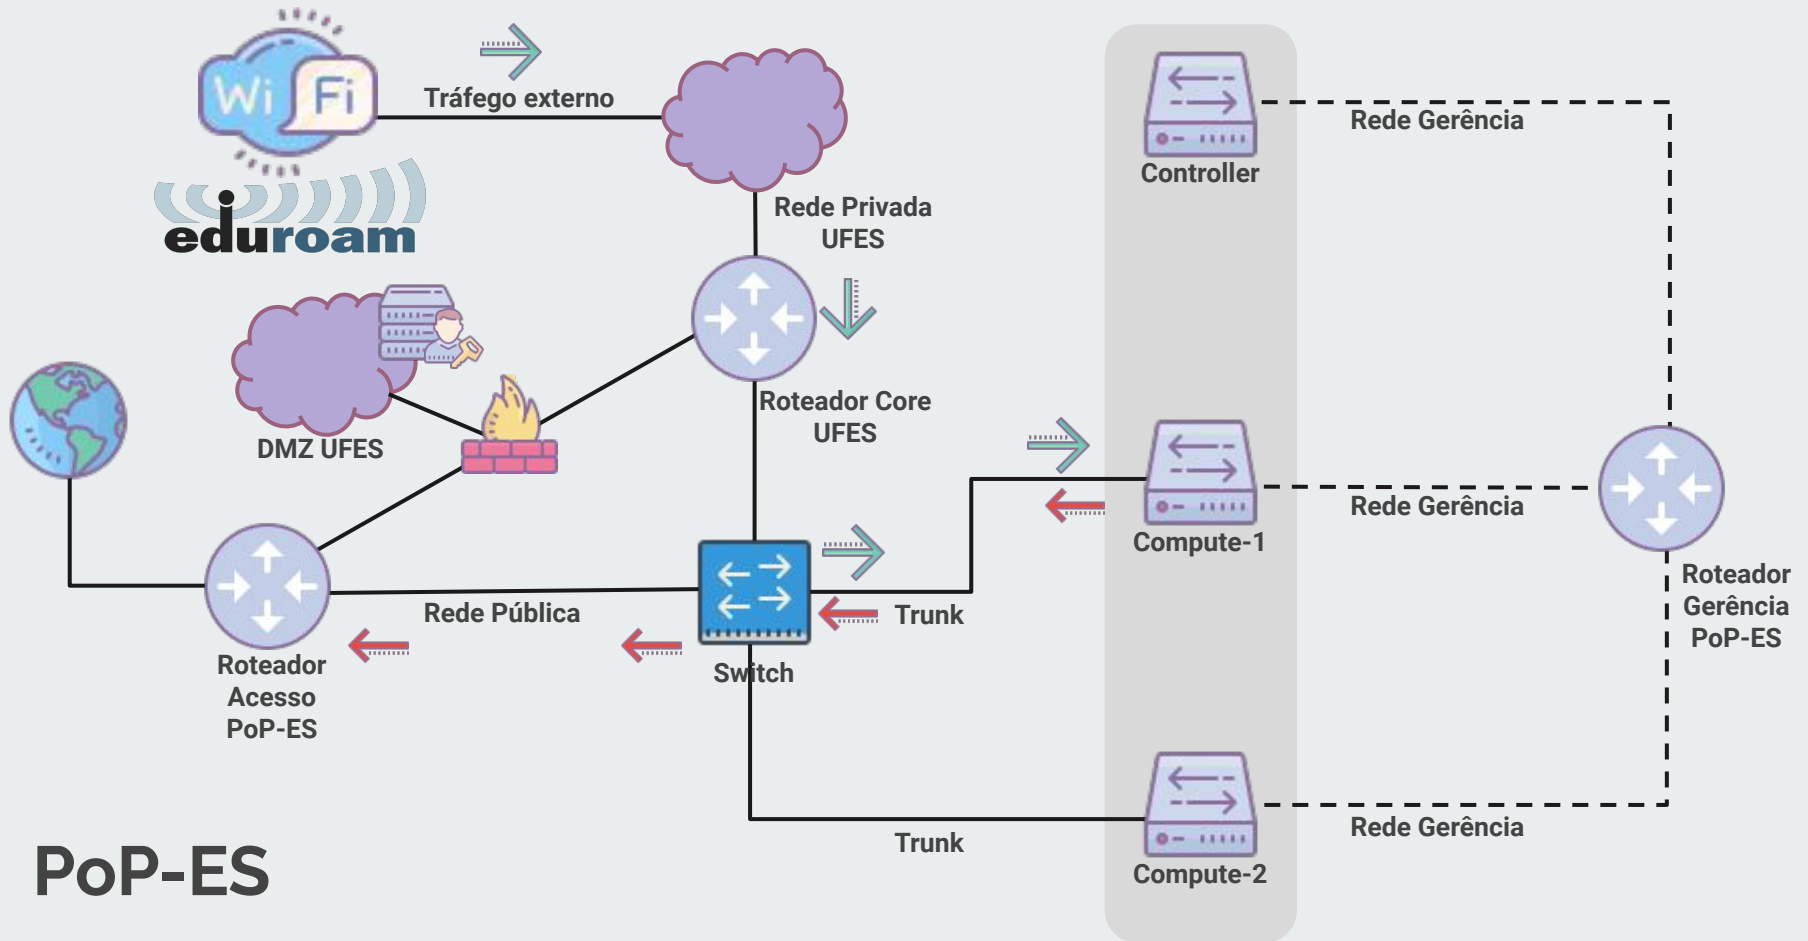 Wi Fi
Tráfego externo
eduroam
Rede Privada
UFES
Controller
Rede Gerência
DMZ UFES
Roteador Core
UFES
Compute-1
Rede Gerência
Roteador
Gerência
PoP-ES
Rede Pública
Trunk
Switch
Roteador
Acesso
PoP-ES
Trunk
Rede Gerência
Compute-2
PoP-ES